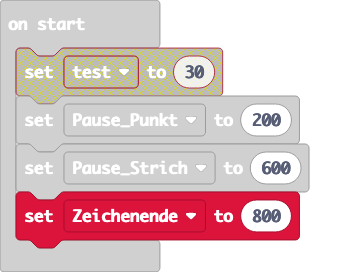 on start
set test to 30
set Pause_Punkt to 200
set Pause_Strich to 600
set Zeichenende to 800